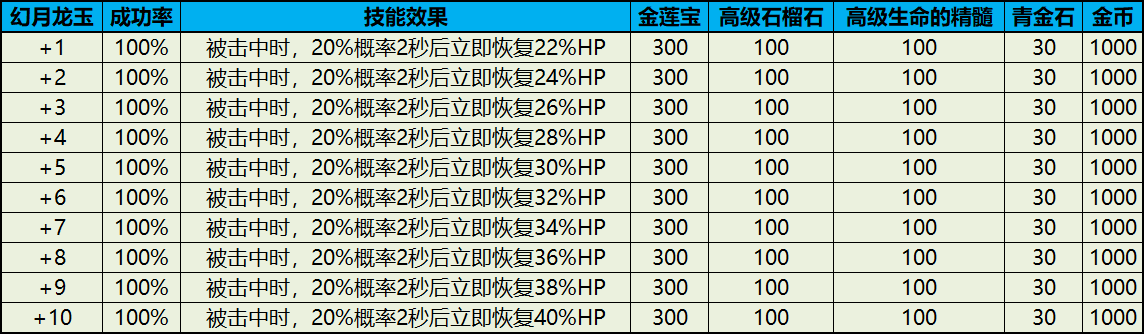 幻月龙玉 成功率 技能效果 金莲宝 高级石榴石 高级生命的精髓 青金石 金币
+1 100% 被击中时，20%概率2秒后立即恢复22%HP 300 100 100 30 1000
+2 100% 被击中时，20%概率2秒后立即恢复24%HP 300 100 100 30 1000
+3 100% 被击中时，20%概率2秒后立即恢复26%HP 300 100 100 30 1000
+4 100% 被击中时，20%概率2秒后立即恢复28%HP 300 100 100 30 1000
+5 100% 被击中时，20%概率2秒后立即恢复30%HP 300 100 100 30 1000
+6 100% 被击中时，20%概率2秒后立即恢复32%HP 300 100 100 30 1000
+7 100% 被击中时，20%概率2秒后立即恢复34%HP 300 100 100 30 1000
+8 100% 被击中时，20%概率2秒后立即恢复36%HP 300 100 100 30 1000
+9 100% 被击中时，20%概率2秒后立即恢复38%HP 300 100 100 30 1000
+10 100% 被击中时，20%概率2秒后立即恢复40%HP 300 100 100 30 1000